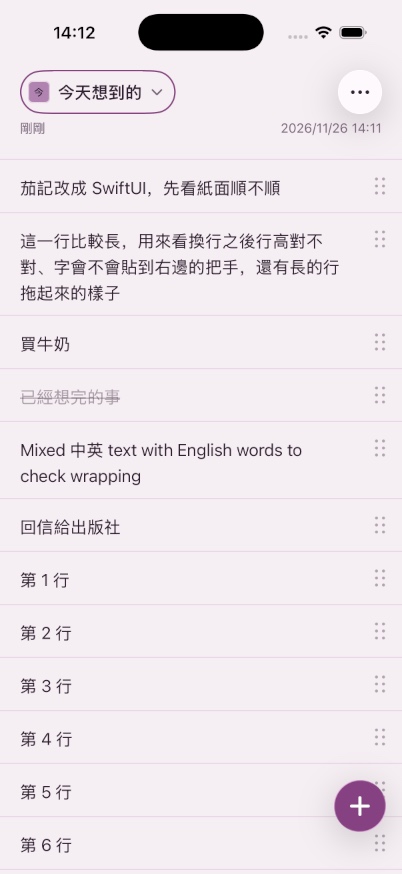 14:12
今
今天想到的
剛剛
2026/11/26 14:11
茄記改成 SwiftUI，先看紙面順不順
這一行比較長，用來看換行之後行高對不
對、字會不會貼到右邊的把手，還有長的行
拖起來的樣子
買牛奶
已經想完的事
Mixed 中英 text with English words to
check wrapping
回信給出版社
第 1 行
第 2 行
第 3 行
第 4 行
第 5 行
第 6 行